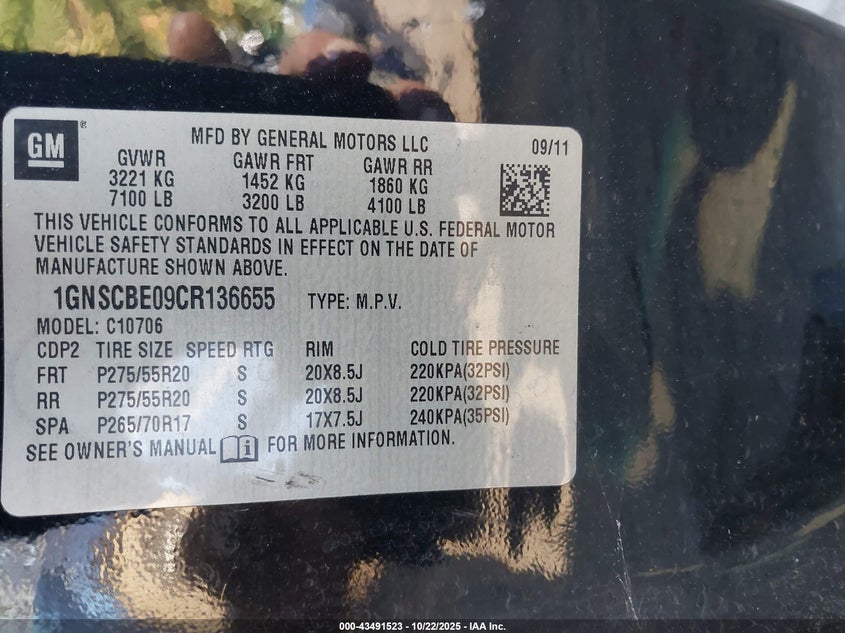 GM
MFD BY GENERAL MOTORS LLC 09/11
GVWR GAWR FRT GAWR RR
3221 KG 1452 KG 1860 KG
7100 LB 3200 LB 4100 LB
THIS VEHICLE CONFORMS TO ALL APPLICABLE U.S. FEDERAL MOTOR
VEHICLE SAFETY STANDARDS IN EFFECT ON THE DATE OF
MANUFACTURE SHOWN ABOVE.
1GNSCBE09CR136655 TYPE: M.P.V.
MODEL: C10706
CDP2 TIRE SIZE SPEED RTG RIM COLD TIRE PRESSURE
FRT P275/55R20 S 20X8.5J 220KPA(32PSI)
RR P275/55R20 S 20X8.5J 220KPA(32PSI)
SPA P265/70R17 S 17X7.5J 240KPA(35PSI)
SEE OWNER'S MANUAL FOR MORE INFORMATION.
000-43491523 - 10/22/2025 - IAA Inc.